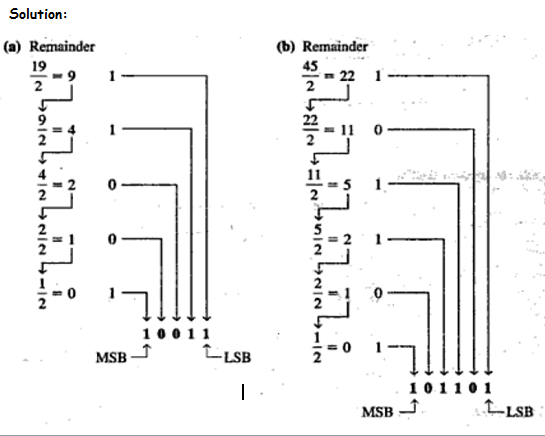 Solution:
(a) Remainder
19/2 = 9 1
9/2 = 4 1
4/2 = 2 0
2/2 = 1 0
1/2 = 0 1
1 0 0 1 1
MSB LSB
(b) Remainder
45/2 = 22 1
22/2 = 11 0
11/2 = 5 1
5/2 = 2 1
2/2 = 1 0
1/2 = 0 1
1 0 1 1 0 1
MSB LSB